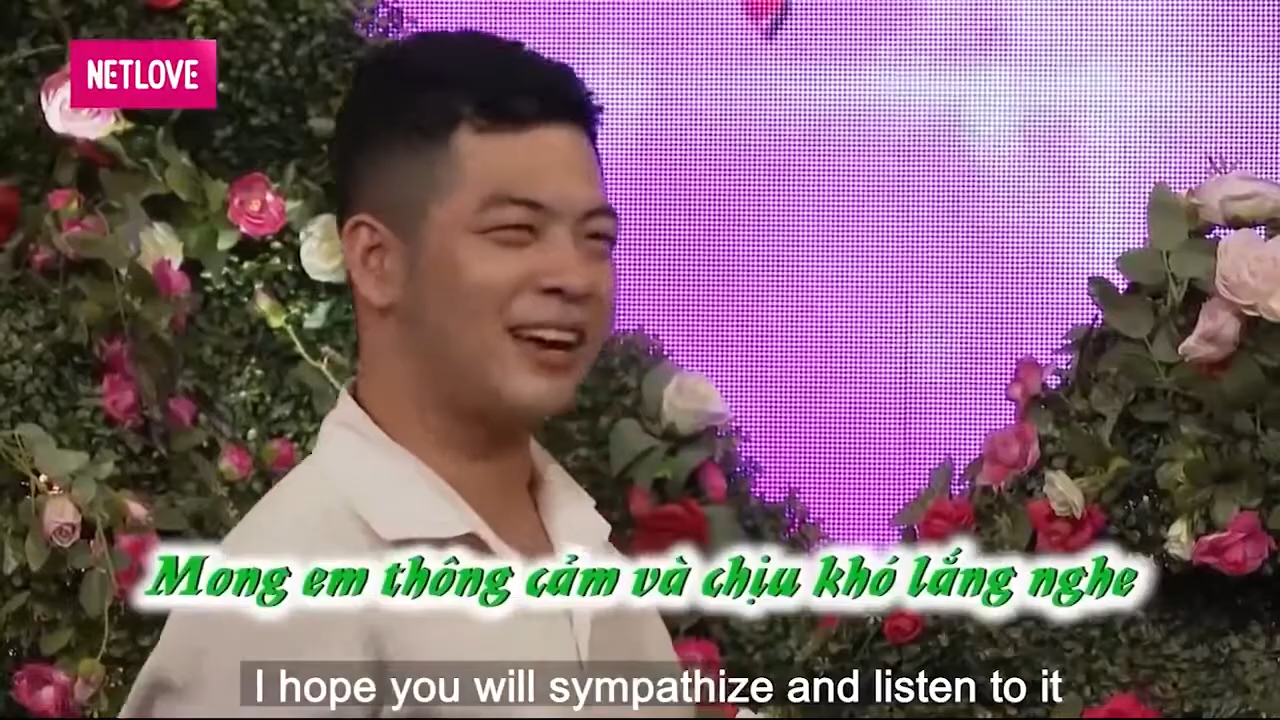 NETLOVE
Mong em thông cảm và chịu khó lắng nghe
I hope you will sympathize and listen to it